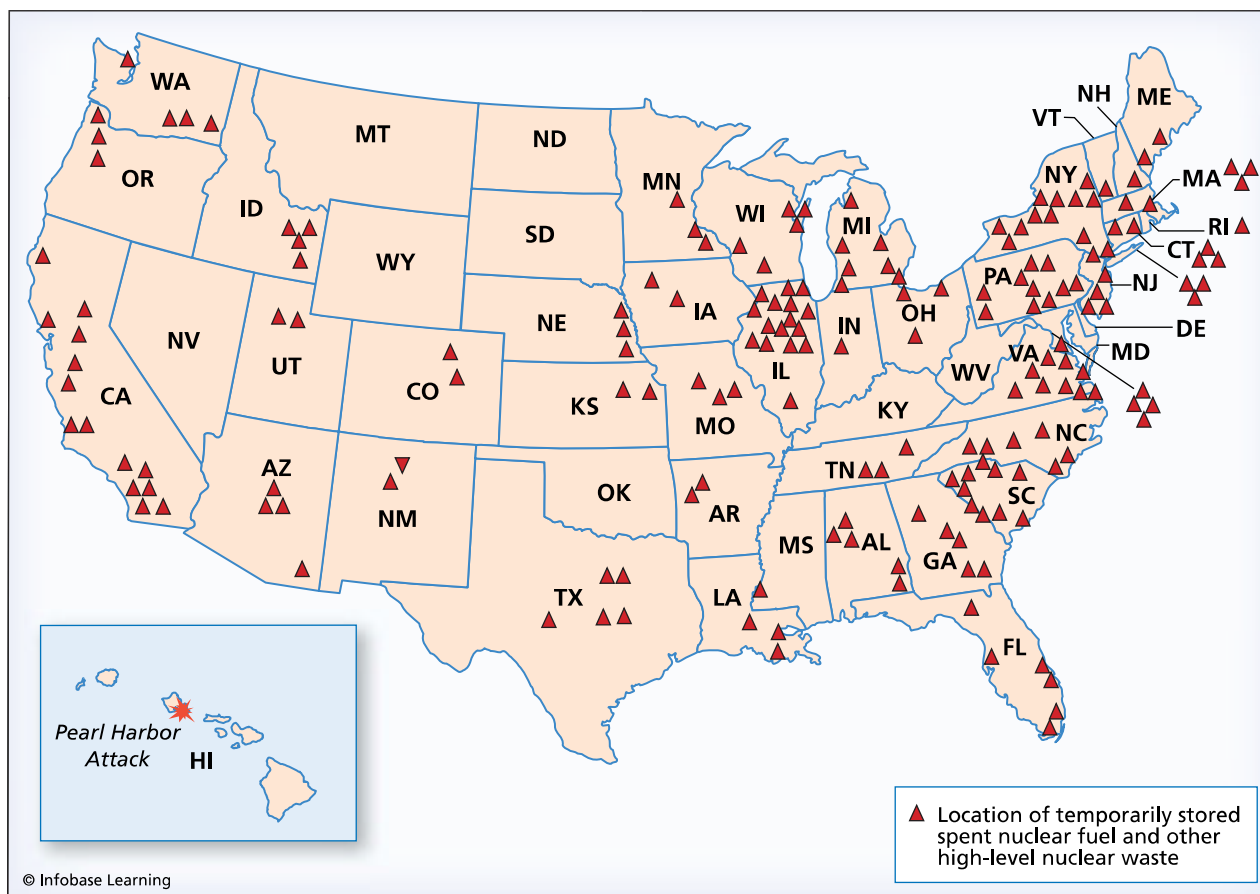 WA
MT
ND
MN
OR
ID
WY
SD
WI
MI
NY
VT
NH
ME
MA
RI
CT
NJ
PA
DE
MD
NV
UT
CO
NE
IA
IL
IN
OH
WV
VA
CA
AZ
NM
KS
MO
KY
OK
AR
TN
NC
SC
TX
LA
MS
AL
GA
FL
Pearl Harbor
Attack
HI
Location of temporarily stored
spent nuclear fuel and other
high-level nuclear waste
© Infobase Learning